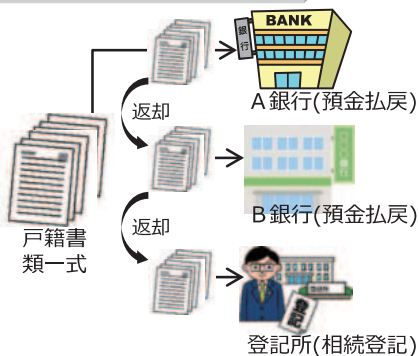 BANK
銀行
A銀行(預金払戻)
返却
銀行
B銀行(預金払戻)
戸籍書
類一式
返却
登記
登記所(相続登記)